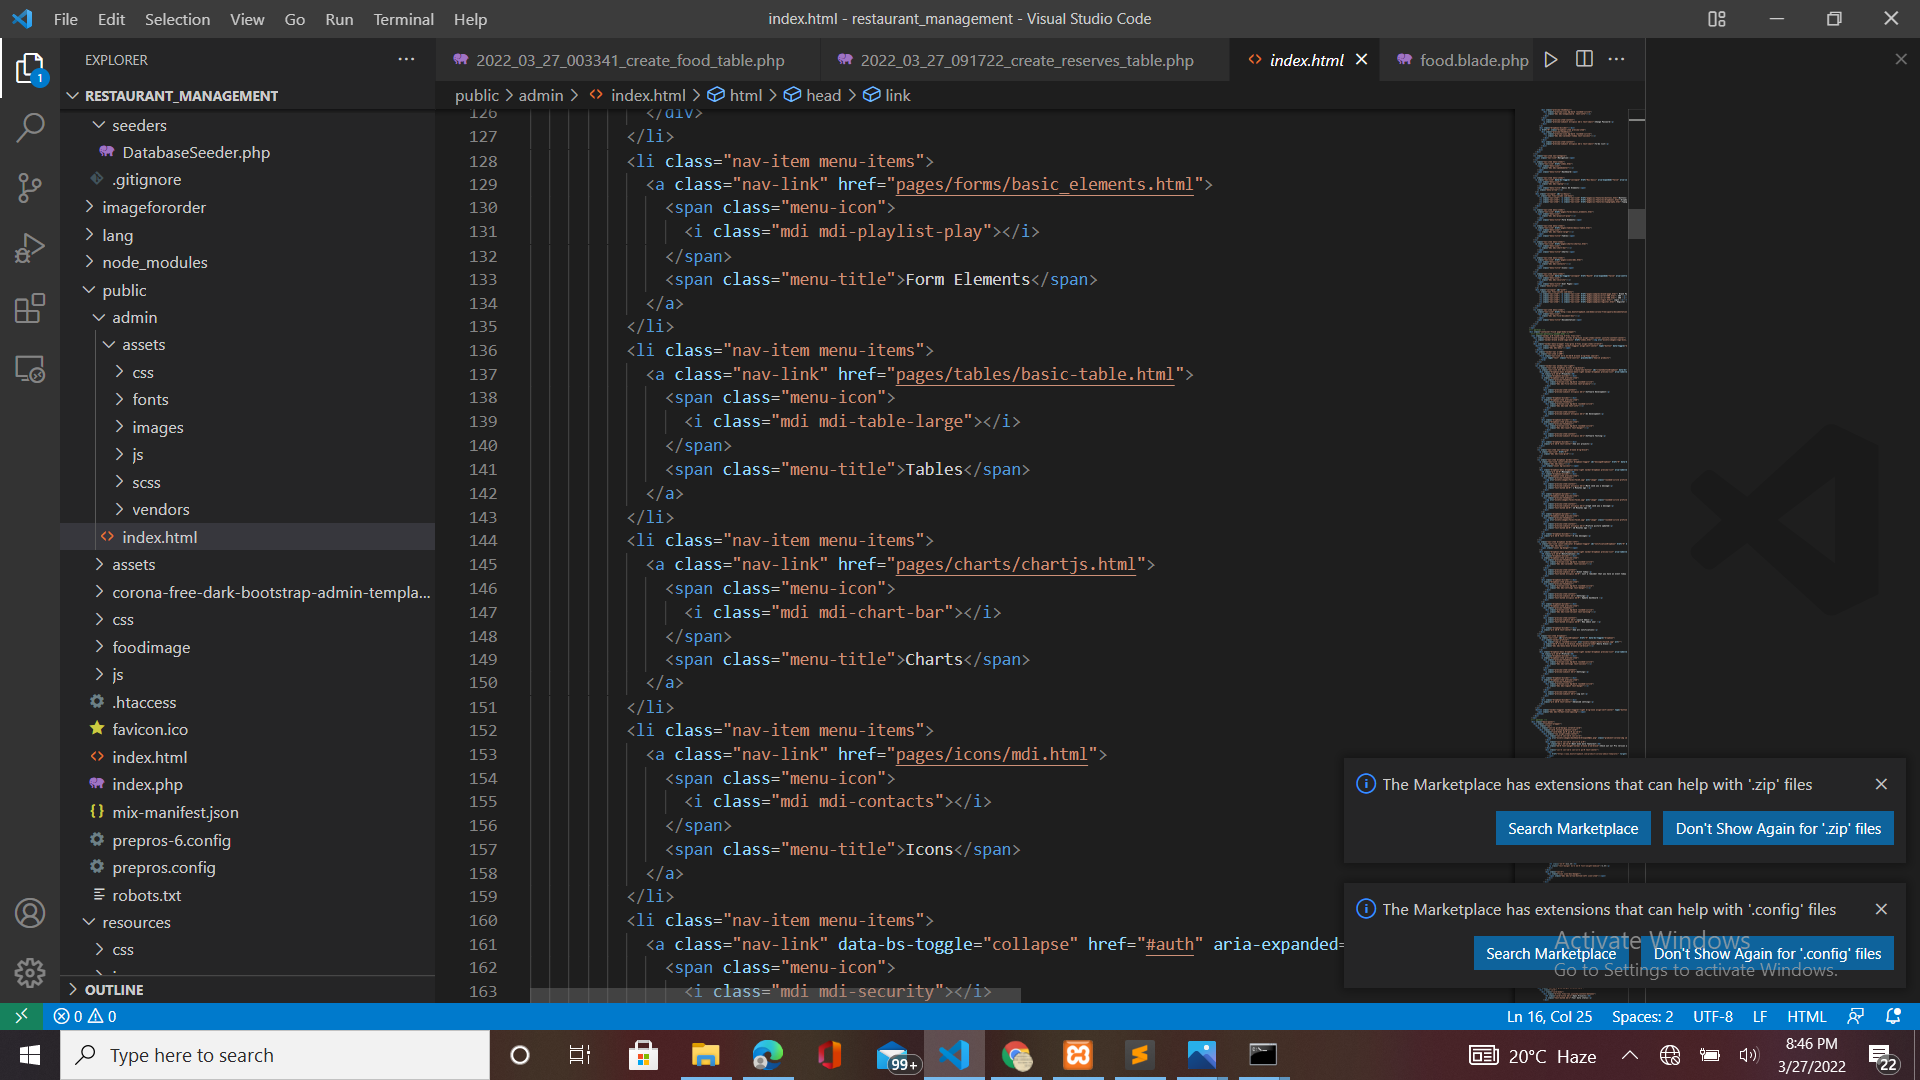 File Edit Selection View Go Run Terminal Help
index.html - restaurant_management - Visual Studio Code
EXPLORER
2022_03_27_003341_create_food_table.php
2022_03_27_091722_create_reserves_table.php
index.html
food.blade.php
RESTAURANT_MANAGEMENT
public > admin > index.html > html > head > link
seeders
DatabaseSeeder.php
.gitignore
imagefororder
lang
node_modules
public
admin
assets
css
fonts
images
js
scss
vendors
index.html
assets
corona-free-dark-bootstrap-admin-templa...
css
foodimage
js
.htaccess
favicon.ico
index.html
index.php
mix-manifest.json
prepros-6.config
prepros.config
robots.txt
resources
css
OUTLINE
126 </div>
127 </li>
128 <li class="nav-item menu-items">
129 <a class="nav-link" href="pages/forms/basic_elements.html">
130 <span class="menu-icon">
131 <i class="mdi mdi-playlist-play"></i>
132 </span>
133 <span class="menu-title">Form Elements</span>
134 </a>
135 </li>
136 <li class="nav-item menu-items">
137 <a class="nav-link" href="pages/tables/basic-table.html">
138 <span class="menu-icon">
139 <i class="mdi mdi-table-large"></i>
140 </span>
141 <span class="menu-title">Tables</span>
142 </a>
143 </li>
144 <li class="nav-item menu-items">
145 <a class="nav-link" href="pages/charts/chartjs.html">
146 <span class="menu-icon">
147 <i class="mdi mdi-chart-bar"></i>
148 </span>
149 <span class="menu-title">Charts</span>
150 </a>
151 </li>
152 <li class="nav-item menu-items">
153 <a class="nav-link" href="pages/icons/mdi.html">
154 <span class="menu-icon">
155 <i class="mdi mdi-contacts"></i>
156 </span>
157 <span class="menu-title">Icons</span>
158 </a>
159 </li>
160 <li class="nav-item menu-items">
161 <a class="nav-link" data-bs-toggle="collapse" href="#auth" aria-expanded=
162 <span class="menu-icon">
163 <i class="mdi mdi-security"></i>
The Marketplace has extensions that can help with '.zip' files
Search Marketplace
Don't Show Again for '.zip' files
The Marketplace has extensions that can help with '.config' files
Search Marketplace
Don't Show Again for '.config' files
Activate Windows
Go to Settings to activate Windows.
0 0
Ln 16, Col 25
Spaces: 2
UTF-8
LF
HTML
Type here to search
99+
20°C Haze
8:46 PM
3/27/2022
22
1